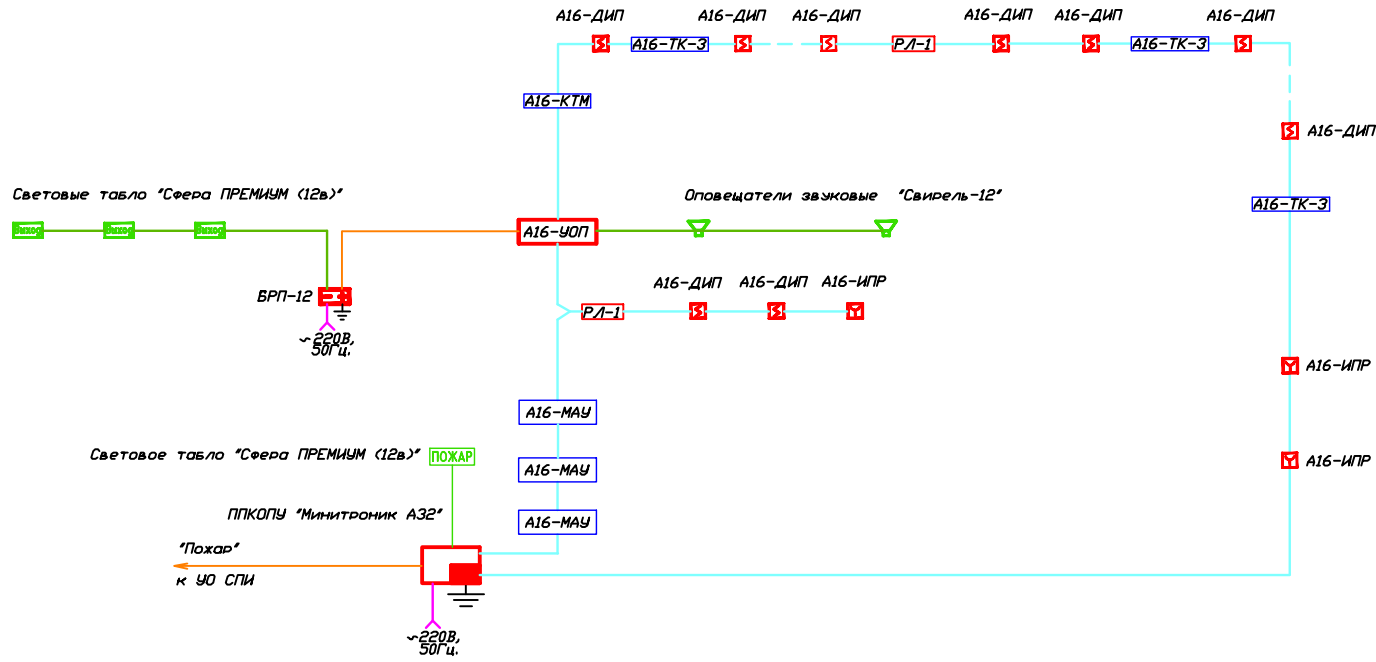 А16-ДИП А16-ДИП А16-ДИП А16-ДИП А16-ДИП А16-ДИП
А16-ТК-3 РЛ-1 А16-ТК-3
А16-КТМ
А16-ДИП
Световые табло "Сфера ПРЕМИУМ (12в)"
Оповещатели звуковые "Свирель-12"
А16-ТК-3
Выход Выход Выход
А16-УОП
А16-ДИП А16-ДИП А16-ИПР
БРП-12
РЛ-1
~220В,
50Гц.
А16-ИПР
А16-МАУ
Световое табло "Сфера ПРЕМИУМ (12в)" ПОЖАР
А16-МАУ
А16-ИПР
ППКОПУ "Минитроник А32"
А16-МАУ
"Пожар"
к УО СПИ
~220В,
50Гц.